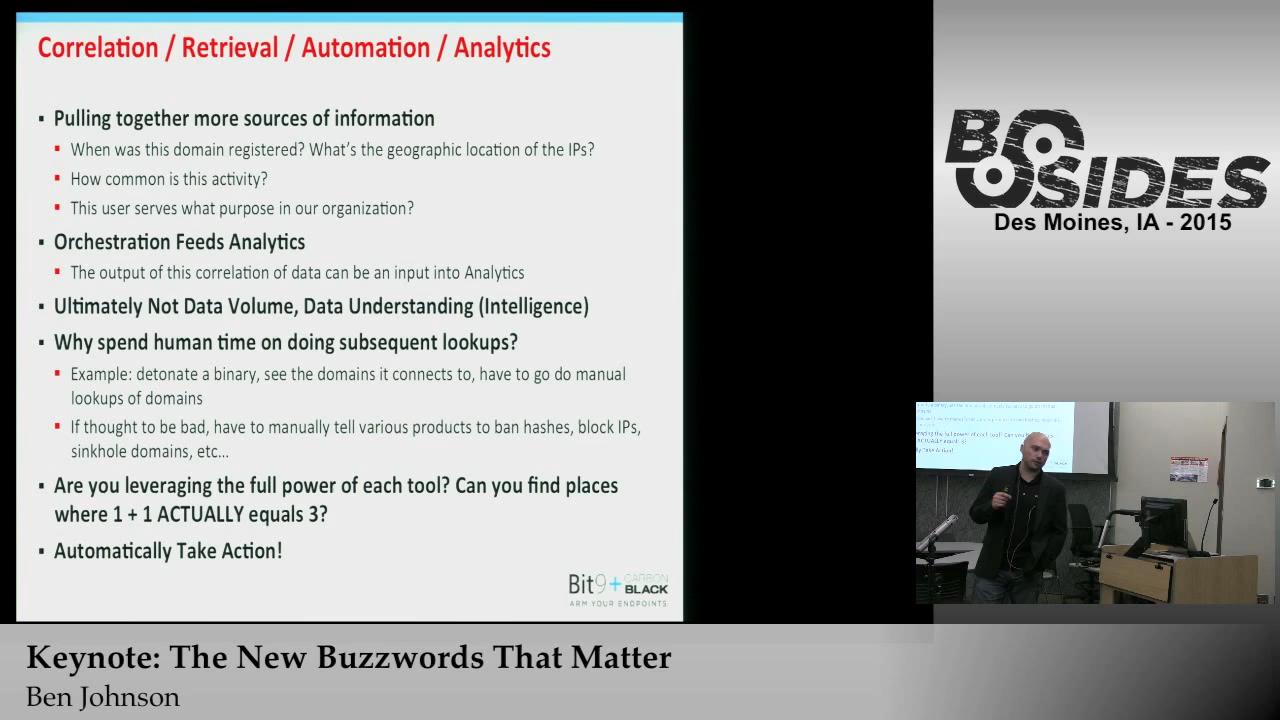 Correlation / Retrieval / Automation / Analytics
▪ Pulling together more sources of information
▪ When was this domain registered? What's the geographic location of the IPs?
▪ How common is this activity?
▪ This user serves what purpose in our organization?
▪ Orchestration Feeds Analytics
▪ The output of this correlation of data can be an input into Analytics
▪ Ultimately Not Data Volume, Data Understanding (Intelligence)
▪ Why spend human time on doing subsequent lookups?
▪ Example: detonate a binary, see the domains it connects to, have to go do manual
lookups of domains
▪ If thought to be bad, have to manually tell various products to ban hashes, block IPs,
sinkhole domains, etc...
▪ Are you leveraging the full power of each tool? Can you find places
where 1 + 1 ACTUALLY equals 3?
▪ Automatically Take Action!
Bit9+ CARBON
BLACK
ARM YOUR ENDPOINTS
BSIDES
Des Moines, IA - 2015
Keynote: The New Buzzwords That Matter
Ben Johnson